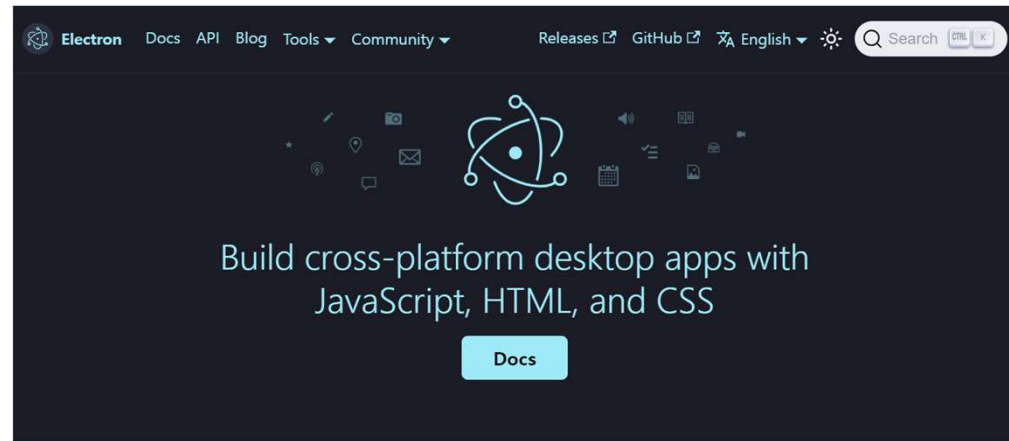 Electron Docs API Blog Tools Community Releases GitHub English Search CTRL K
Build cross-platform desktop apps with
JavaScript, HTML, and CSS
Docs